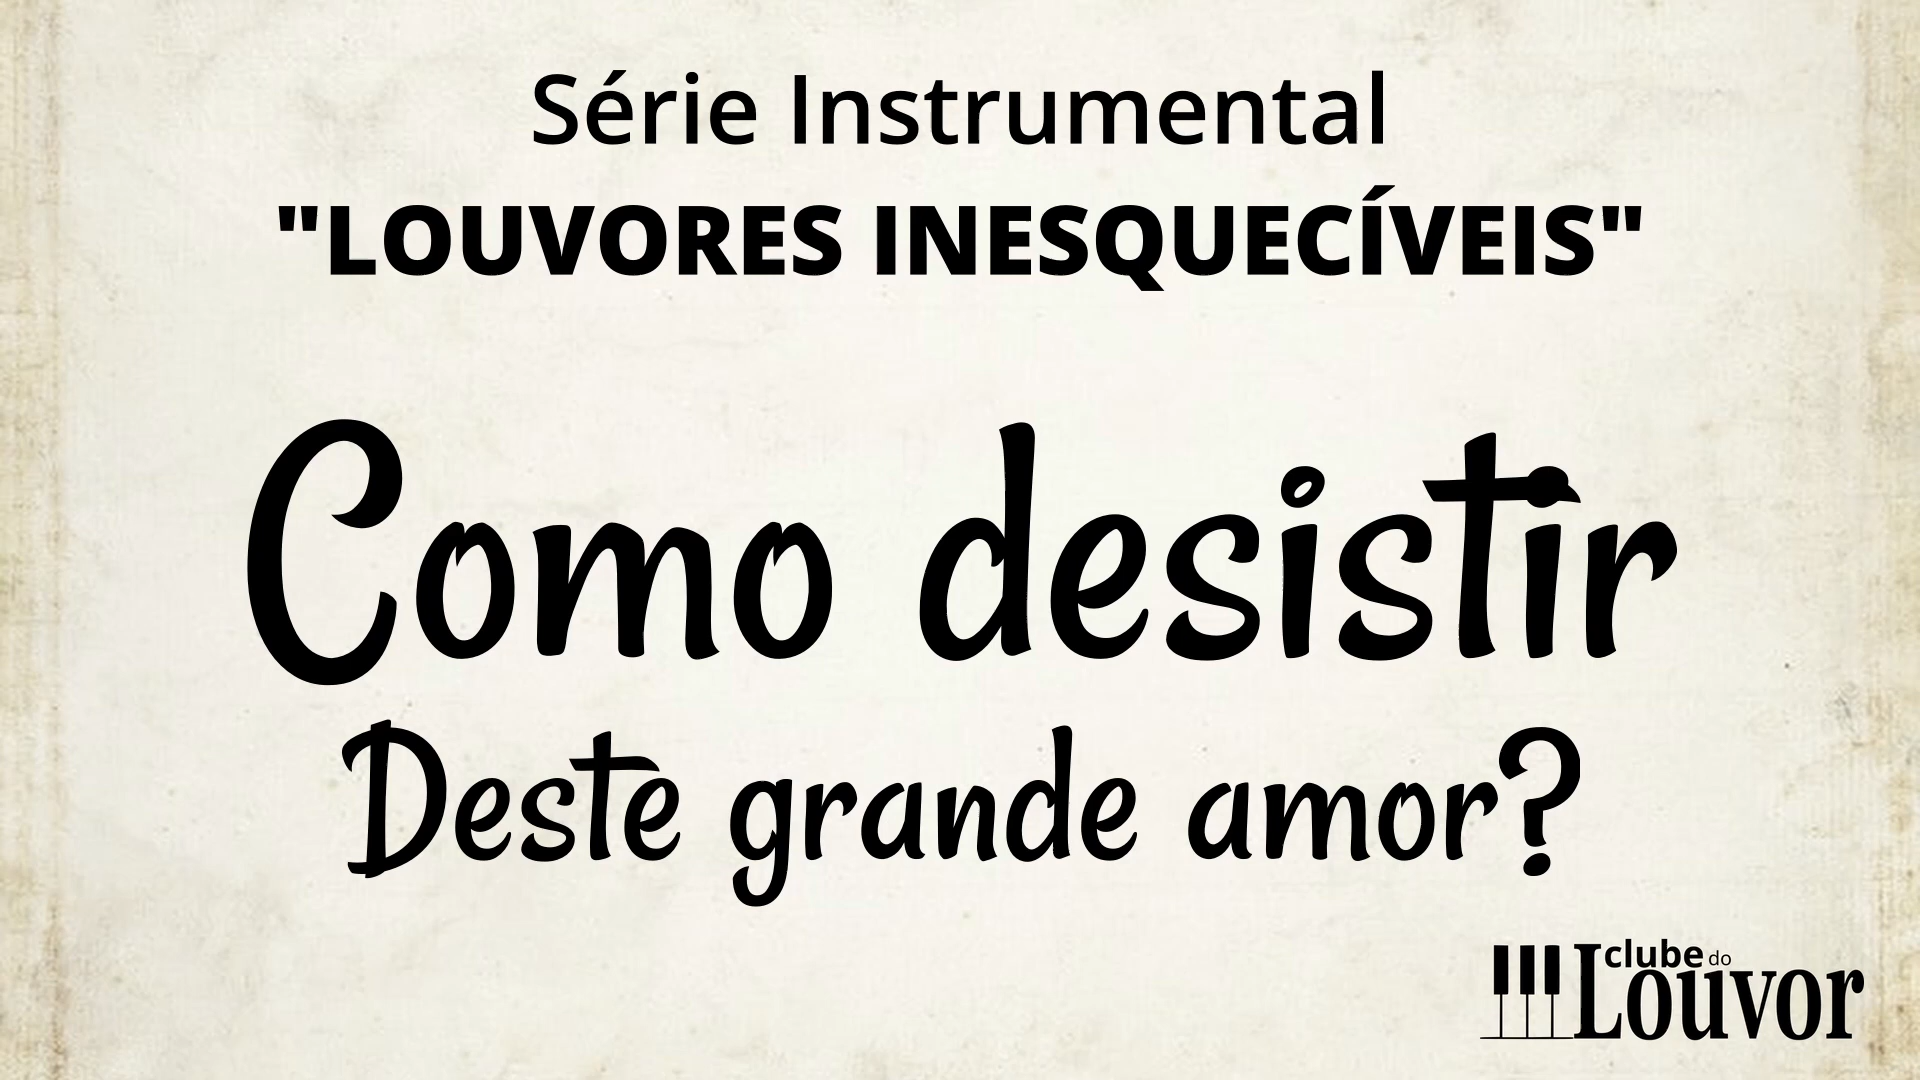 Série Instrumental
"LOUVORES INESQUECÍVEIS"
Como desistir
Deste grande amor?
clube do
Louvor